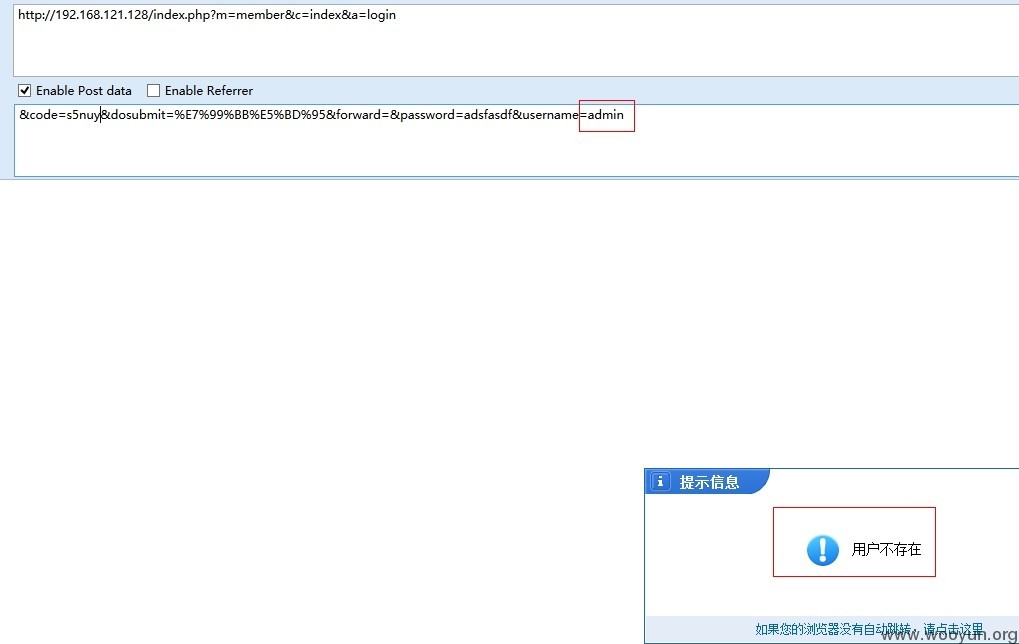 http://192.168.121.128/index.php?m=member&c=index&a=login
Enable Post data Enable Referrer
&code=s5nuy&dosubmit=%E7%99%BB%E5%BD%95&forward=&password=adsfasdf&username=admin
提示信息
用户不存在
如果您的浏览器没有自动跳转，请点击这里
www.wooyun.org